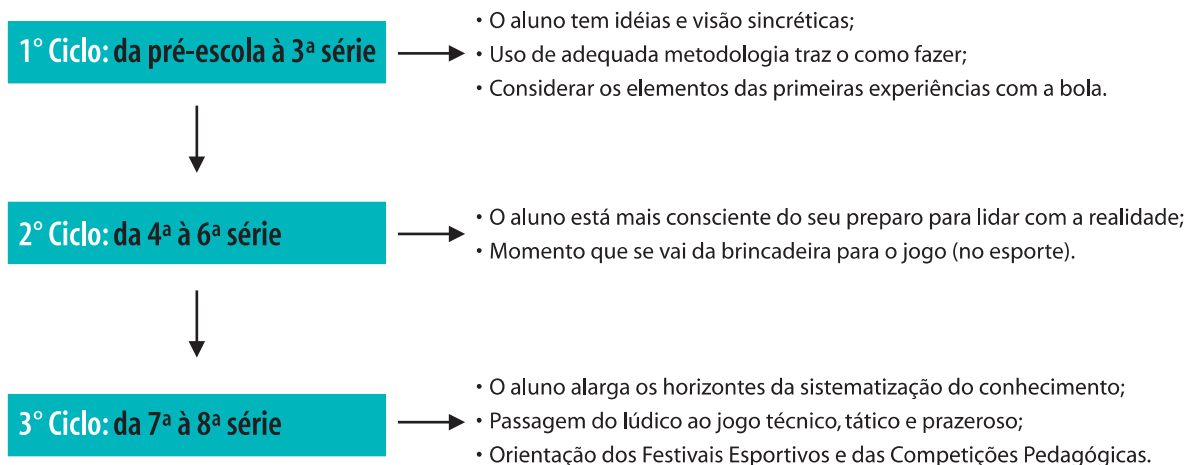 1° Ciclo: da pré-escola à 3ª série
• O aluno tem idéias e visão sincréticas;
• Uso de adequada metodologia traz o como fazer;
• Considerar os elementos das primeiras experiências com a bola.
2° Ciclo: da 4ª à 6ª série
• O aluno está mais consciente do seu preparo para lidar com a realidade;
• Momento que se vai da brincadeira para o jogo (no esporte).
3° Ciclo: da 7ª à 8ª série
• O aluno alarga os horizontes da sistematização do conhecimento;
• Passagem do lúdico ao jogo técnico, tático e prazeroso;
• Orientação dos Festivais Esportivos e das Competições Pedagógicas.